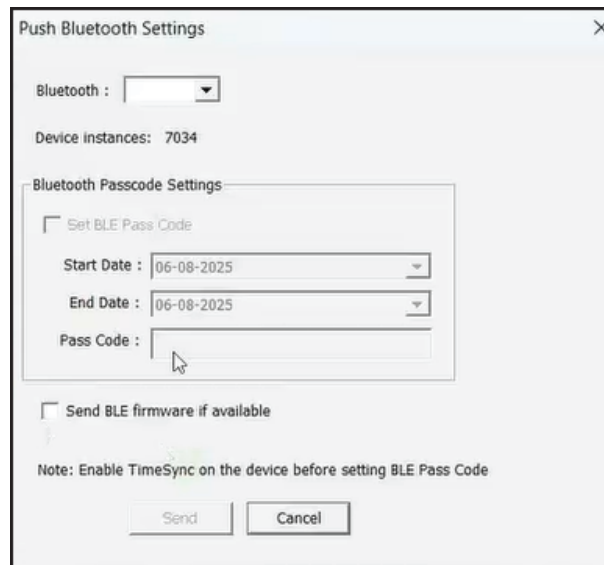 Push Bluetooth Settings
Bluetooth :
Device instances: 7034
Bluetooth Passcode Settings
Set BLE Pass Code
Start Date : 06-08-2025
End Date : 06-08-2025
Pass Code :
Send BLE firmware if available
Note: Enable TimeSync on the device before setting BLE Pass Code
Send Cancel